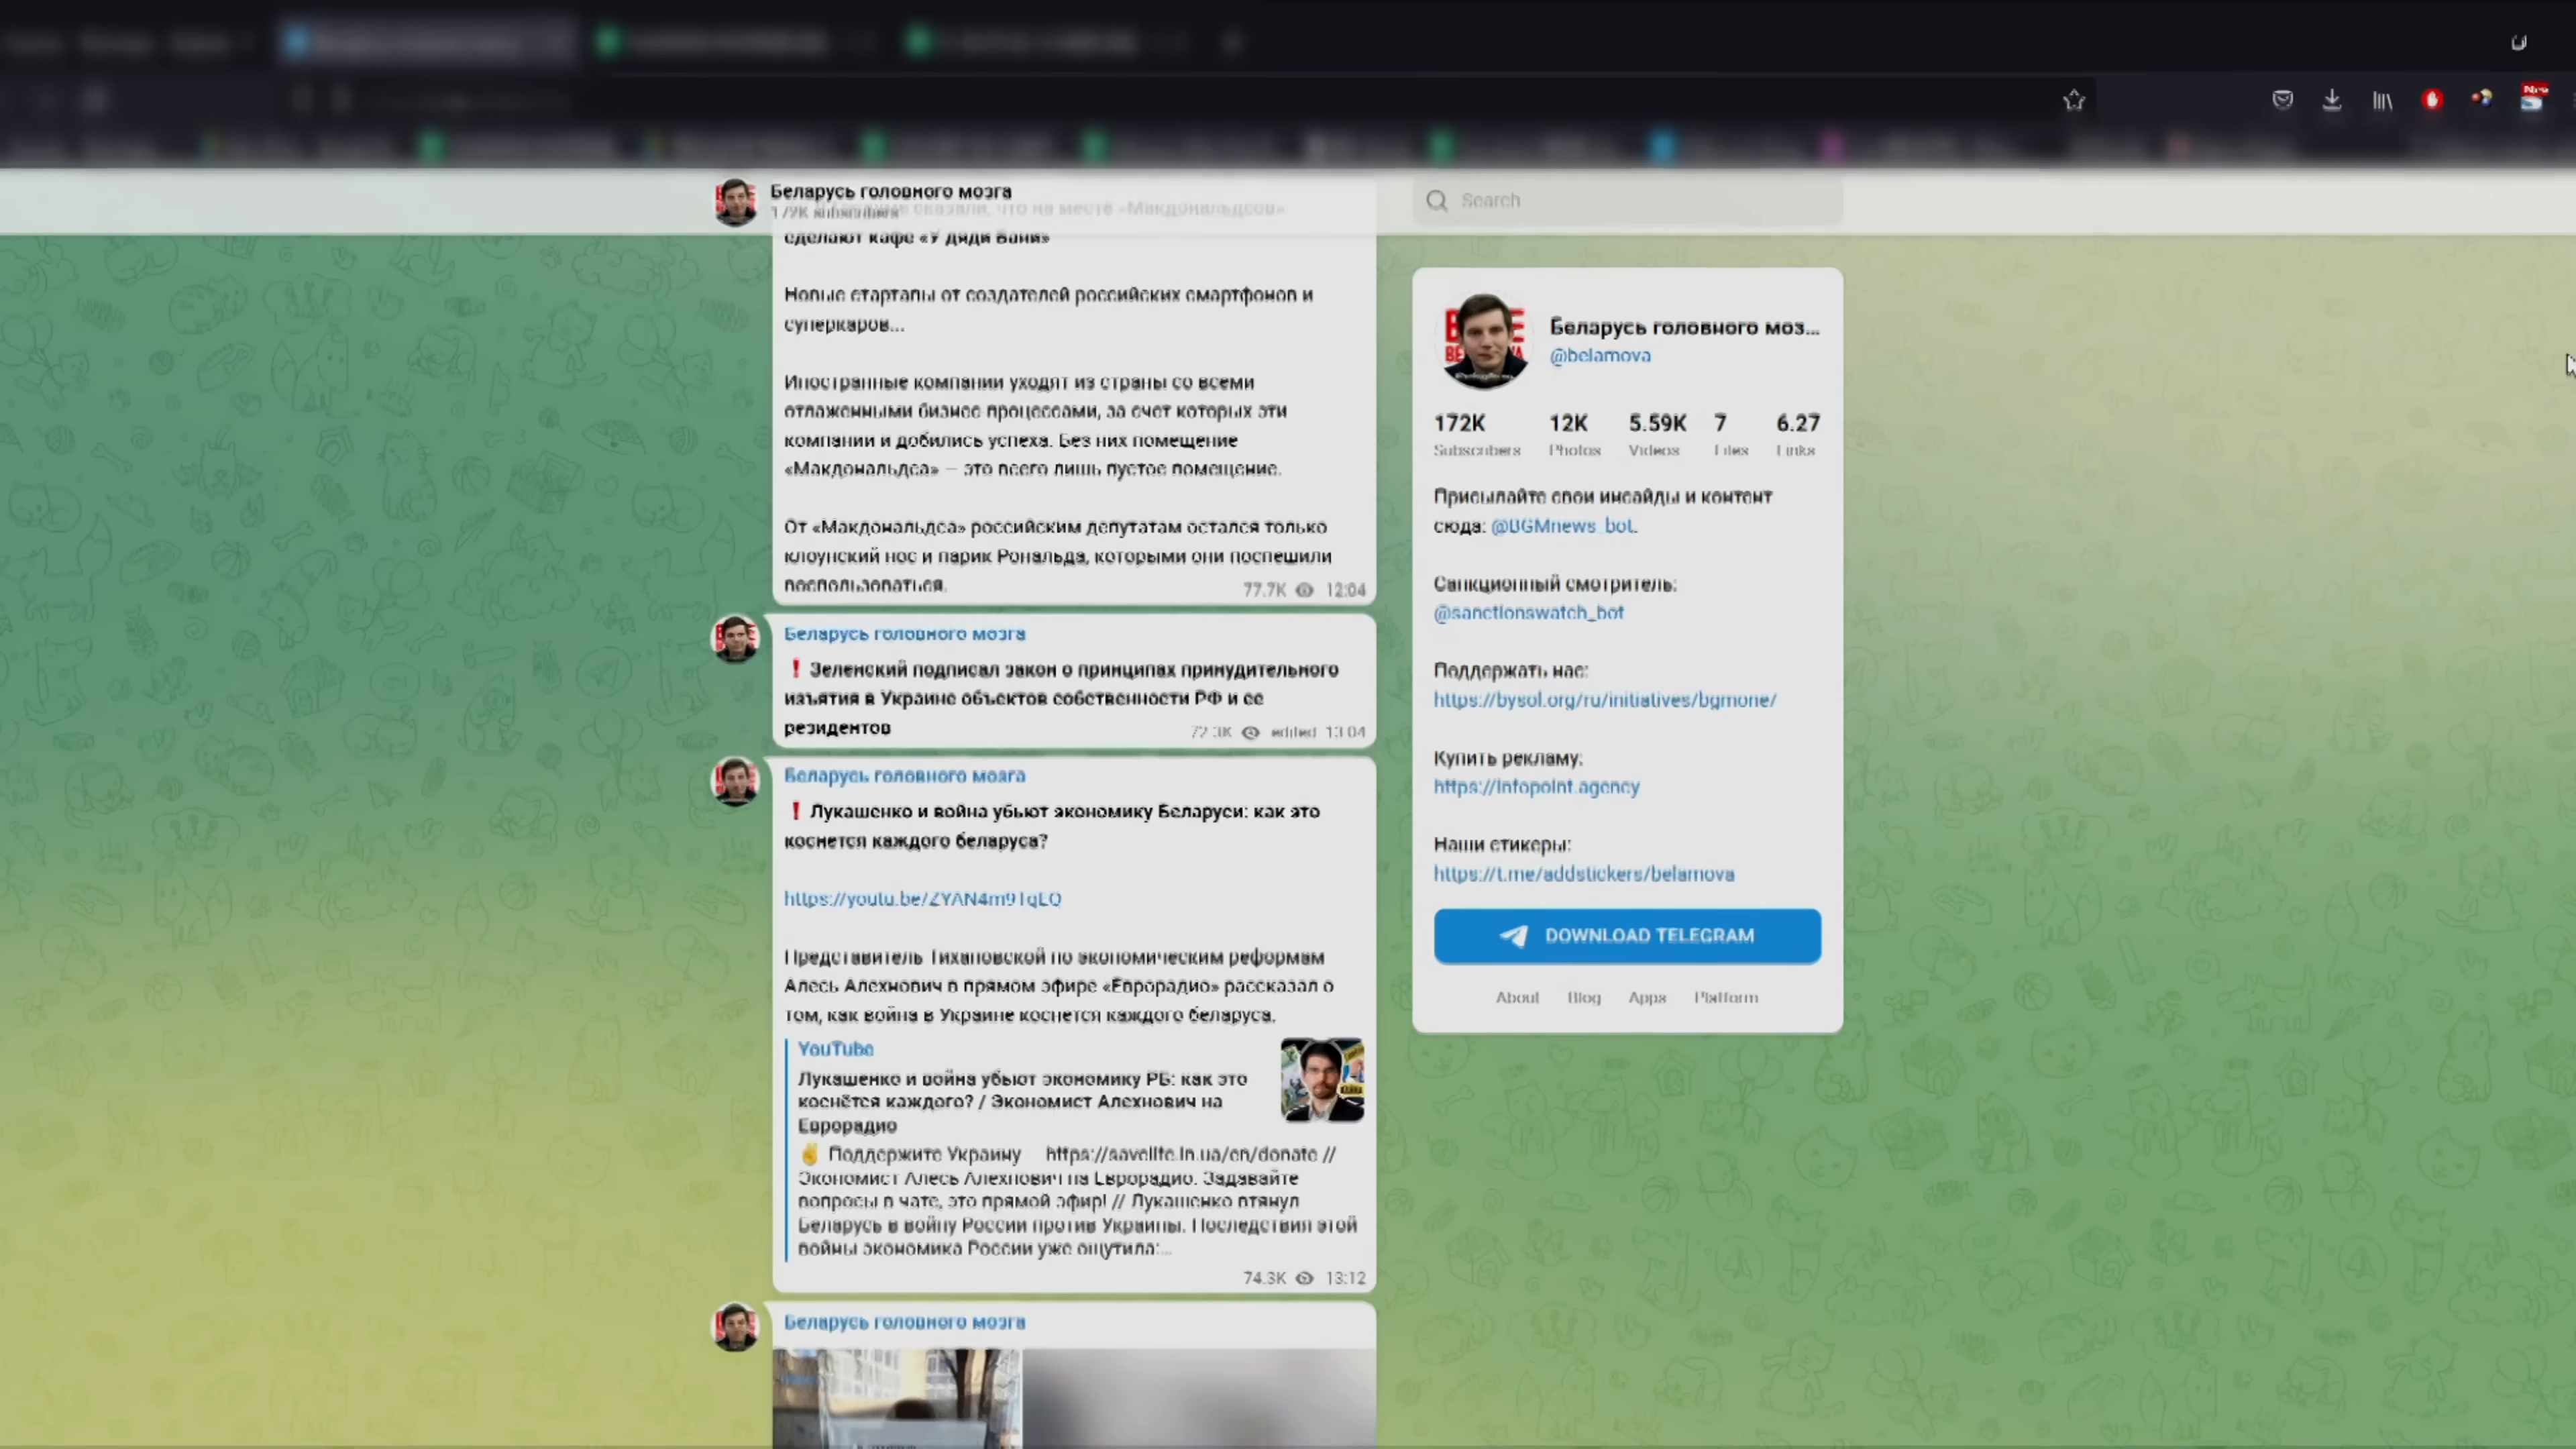 Беларусь головного мозга
172K subscribers
сказали, что на месте «Макдональдсов»
сделают кафе «У дяди Вани»
Новые стартапы от создателей российских смартфонов и
суперкаров...
Иностранные компании уходят из страны со всеми
отлаженными бизнес процессами, за счет которых эти
компании и добились успеха. Без них помещение
«Макдональдса» — это всего лишь пустое помещение.
От «Макдональдса» российским депутатам остался только
клоунский нос и парик Рональда, которыми они поспешили
воспользоваться.
77.7K 12:04
Беларусь головного мозга
❗ Зеленский подписал закон о принципах принудительного
изъятия в Украине объектов собственности РФ и ее
резидентов
72.3K edited 13:04
Беларусь головного мозга
❗ Лукашенко и война убьют экономику Беларуси: как это
коснется каждого беларуса?
https://youtu.be/ZYAN4m91qLQ
Представитель Тихановской по экономическим реформам
Алесь Алехнович в прямом эфире «Еврорадио» рассказал о
том, как война в Украине коснется каждого беларуса.
YouTube
Лукашенко и война убьют экономику РБ: как это
коснётся каждого? / Экономист Алехнович на
Еврорадио
✌ Поддержите Украину https://savelife.in.ua/en/donate //
Экономист Алесь Алехнович на Еврорадио. Задавайте
вопросы в чате, это прямой эфир! // Лукашенко втянул
Беларусь в войну России против Украины. Последствия этой
войны экономика России уже ощутила:...
74.3K 13:12
Беларусь головного мозга
Search
Беларусь головного моз...
@belamova
172K 12K 5.59K 7 6.27
Subscribers Photos Videos Files Links
Присылайте свои инсайды и контент
сюда: @BGMnews_bot.
Санкционный смотритель:
@sanctionswatch_bot
Поддержать нас:
https://bysol.org/ru/initiatives/bgmone/
Купить рекламу:
https://infopoint.agency
Наши стикеры:
https://t.me/addstickers/belamova
DOWNLOAD TELEGRAM
About Blog Apps Platform